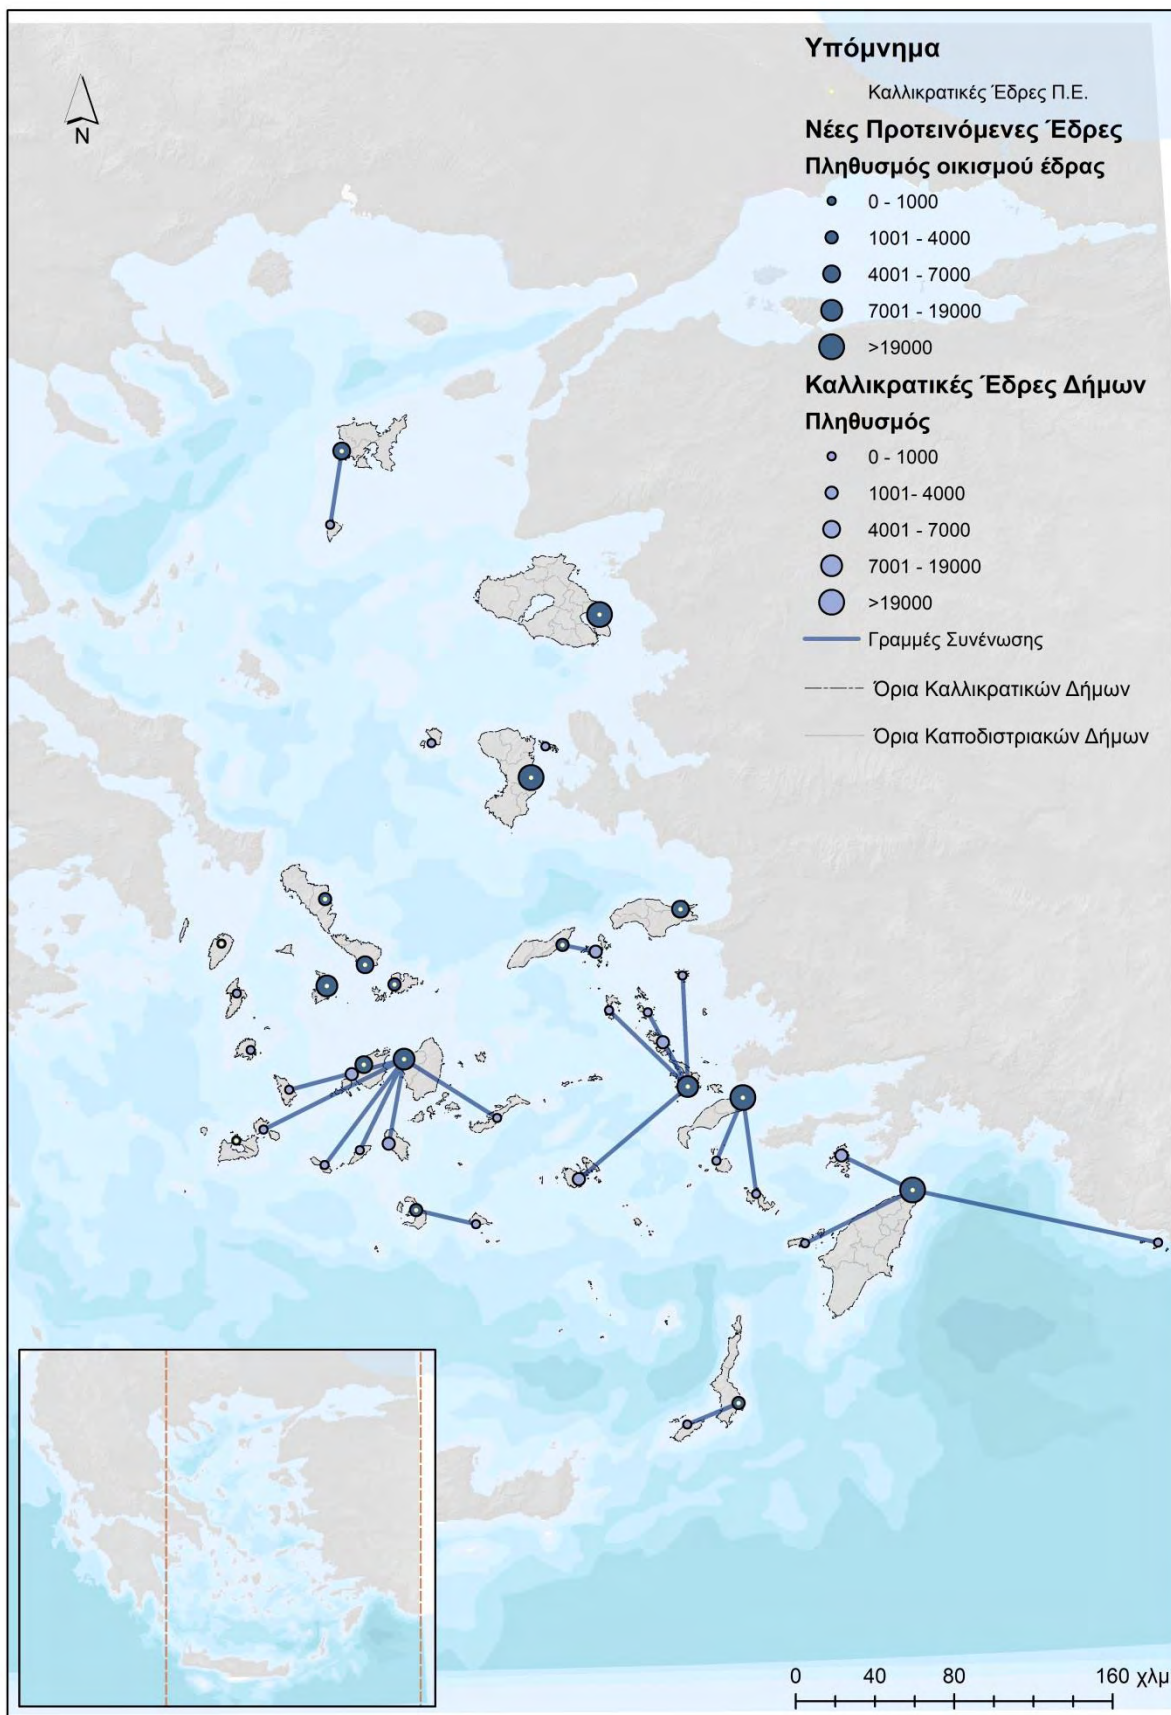 Υπόμνημα
Καλλικρατικές Έδρες Π.Ε.
Νέες Προτεινόμενες Έδρες
Πληθυσμός οικισμού έδρας
0 - 1000
1001 - 4000
4001 - 7000
7001 - 19000
>19000
Καλλικρατικές Έδρες Δήμων
Πληθυσμός
0 - 1000
1001- 4000
4001 - 7000
7001 - 19000
>19000
Γραμμές Συνένωσης
Όρια Καλλικρατικών Δήμων
Όρια Καποδιστριακών Δήμων
N
0 40 80 160 χλμ